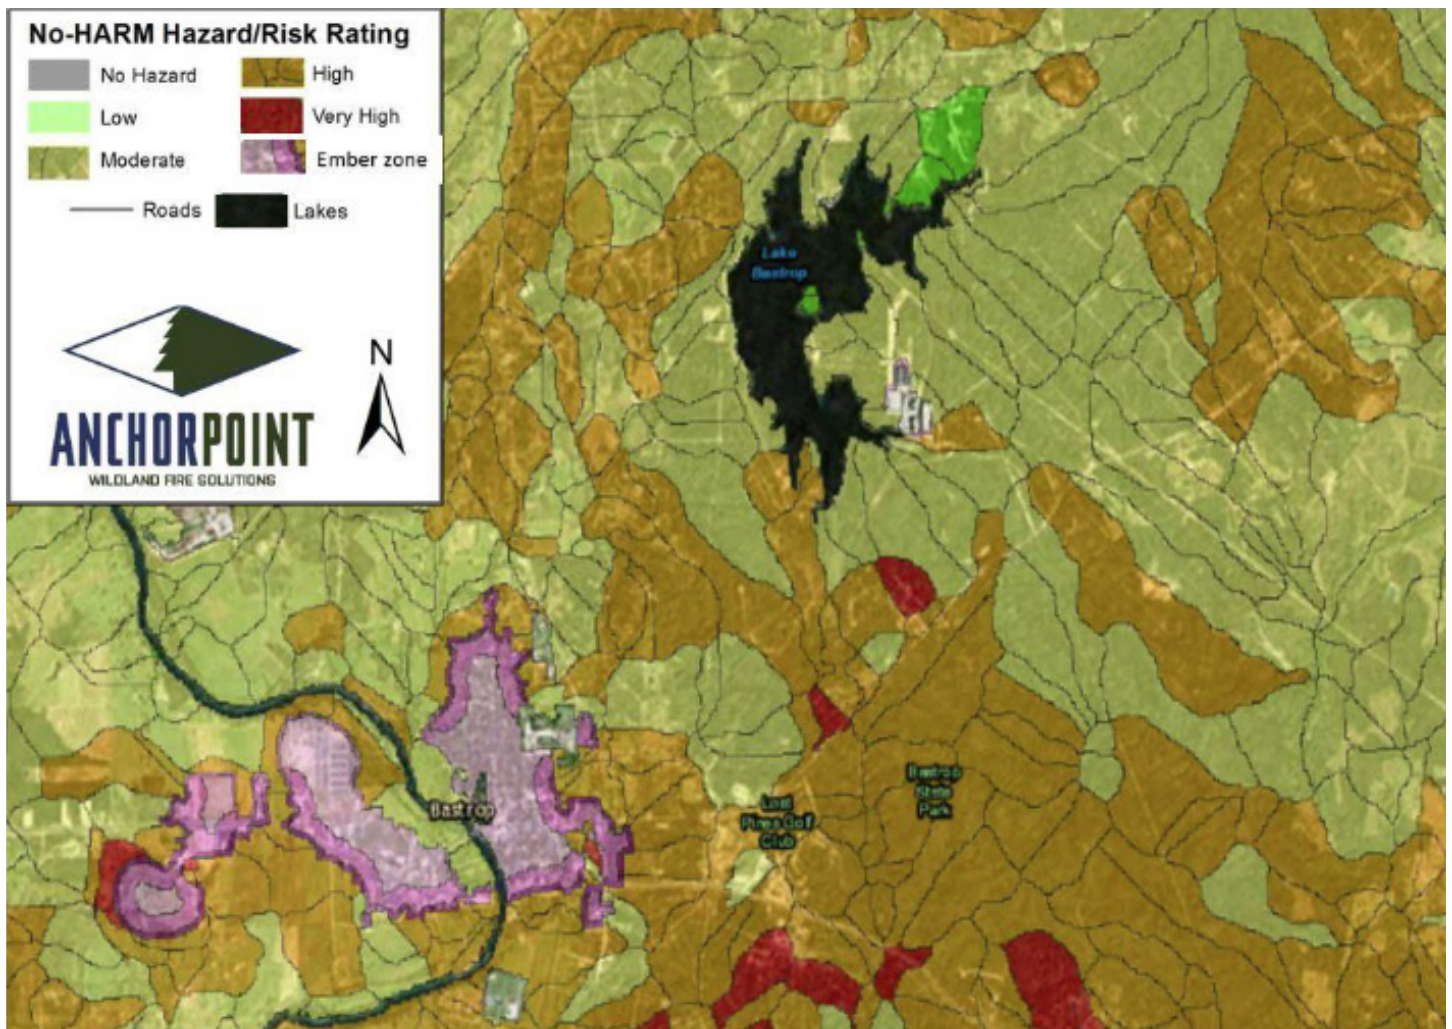 No-HARM Hazard/Risk Rating
No Hazard
High
Low
Very High
Moderate
Ember zone
Roads
Lakes
N
ANCHORPOINT
WILDLAND FIRE SOLUTIONS
Lake
Bastrop
Bastrop
Lost
Pines Golf
Club
Bastrop
State
Park